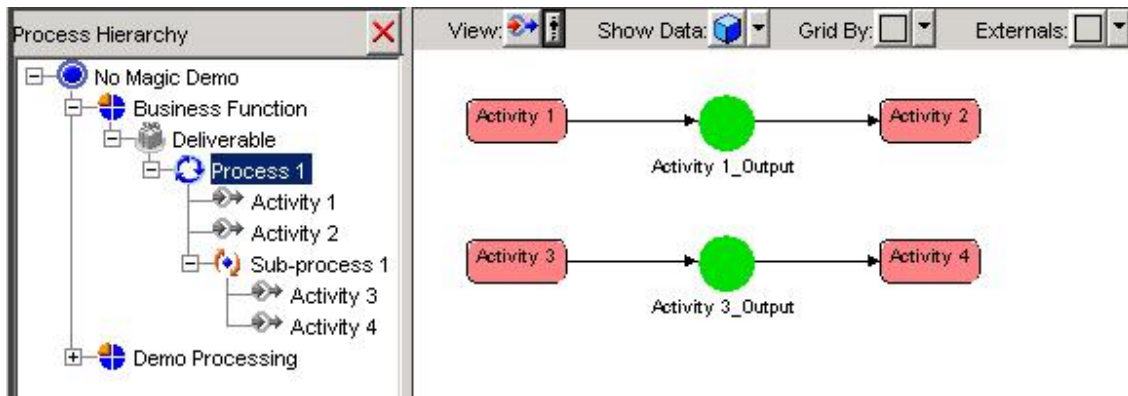 Process Hierarchy
No Magic Demo
Business Function
Deliverable
Process 1
Activity 1
Activity 2
Sub-process 1
Activity 3
Activity 4
Demo Processing
View: Show Data: Grid By: Externals:
Activity 1 Activity 2
Activity 1_Output
Activity 3 Activity 4
Activity 3_Output